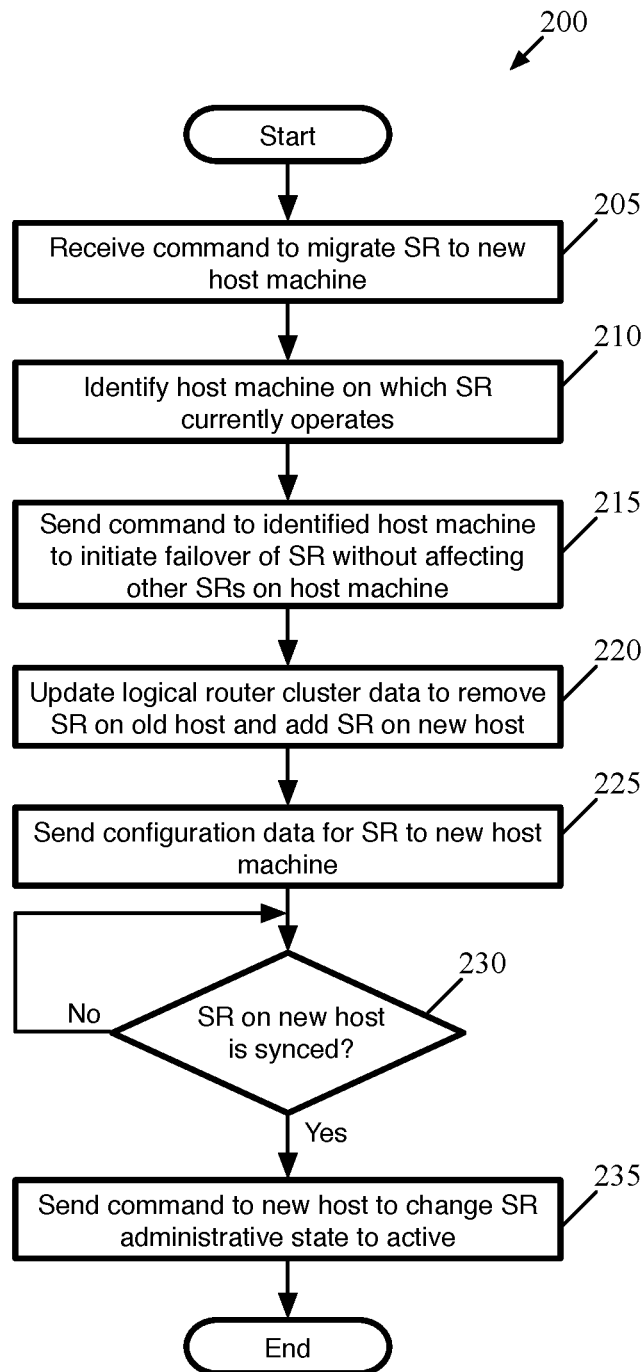 200
Start
205
Receive command to migrate SR to new
host machine
210
Identify host machine on which SR
currently operates
215
Send command to identified host machine
to initiate failover of SR without affecting
other SRs on host machine
220
Update logical router cluster data to remove
SR on old host and add SR on new host
225
Send configuration data for SR to new host
machine
230
SR on new host
is synced?
No
Yes
235
Send command to new host to change SR
administrative state to active
End